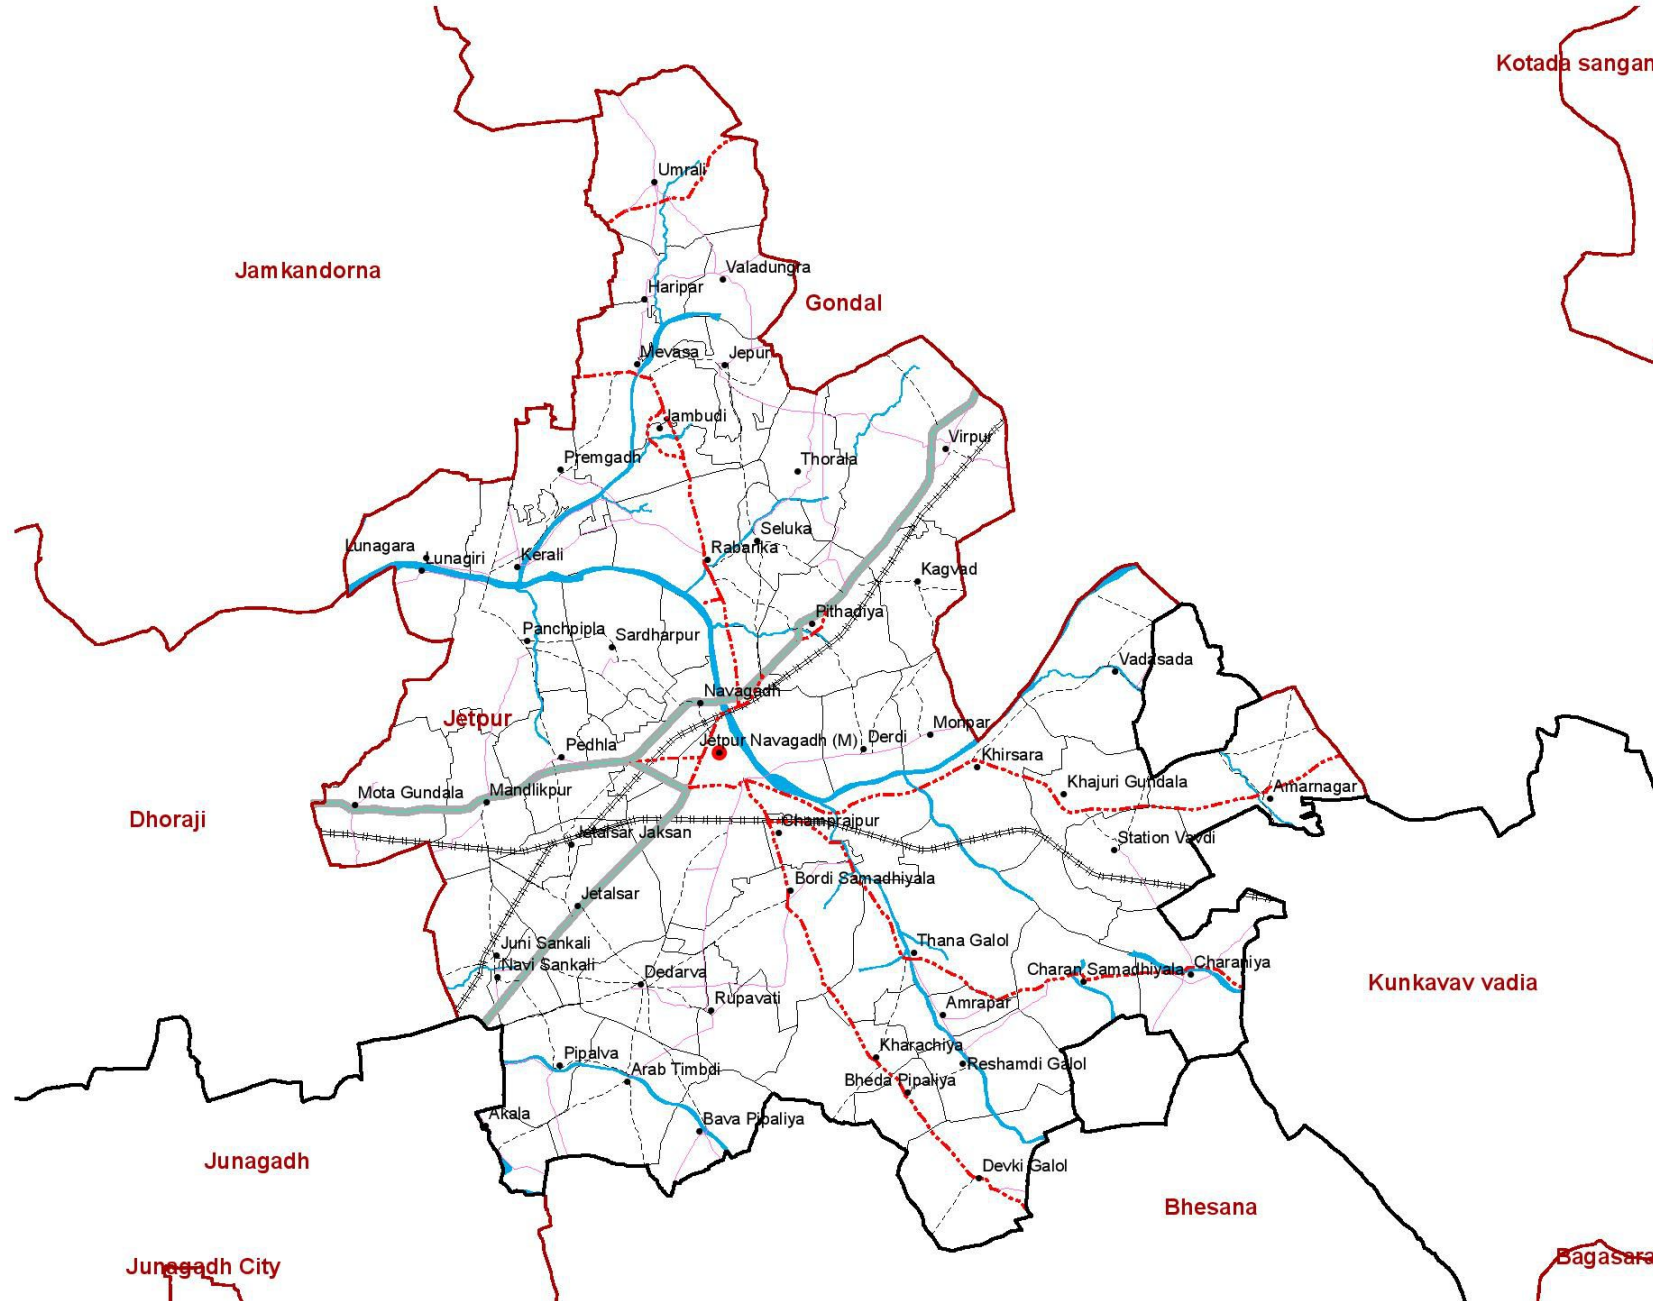 Kotada sangan
Umrali
Jamkandorna
Valadungra
Haripar
Gondal
Mevasa
Jepur
Jambudi
Virpur
Premgadh
Thorala
Seluka
Lunagara
Lunagiri
Kerali
Rabarika
Kagvad
Pithadiya
Panchpipla
Sardharpur
Vadasada
Navagadh
Jetpur
Monpar
Jetpur Navagadh (M)
Derdi
Pedhla
Khirsara
Khajuri Gundala
Amarnagar
Mota Gundala
Mandlikpur
Dhoraji
Champrajpur
Jetalsar Jaksan
Station Vavdi
Bordi Samadhiyala
Jetalsar
Juni Sankali
Thana Galol
Navi Sankali
Charaniya
Charan Samadhiyala
Dedarva
Kunkavav vadia
Rupavati
Amrapar
Kharachiya
Pipalva
Reshamdi Galol
Arab Timbdi
Bheda Pipaliya
Akala
Bava Pipaliya
Junagadh
Devki Galol
Bhesana
Junagadh City
Bagasara